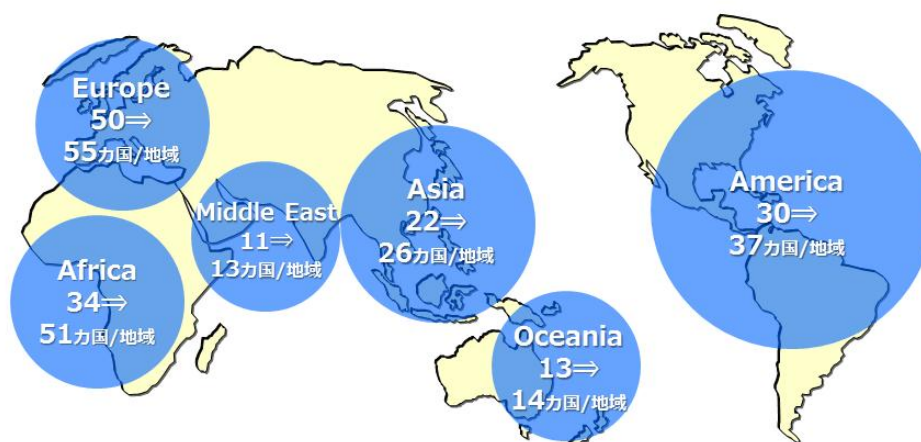 Europe
50⇒
55カ国/地域
Middle East
11⇒
13カ国/地域
Asia
22⇒
26カ国/地域
America
30⇒
37カ国/地域
Africa
34⇒
51カ国/地域
Oceania
13⇒
14カ国/地域